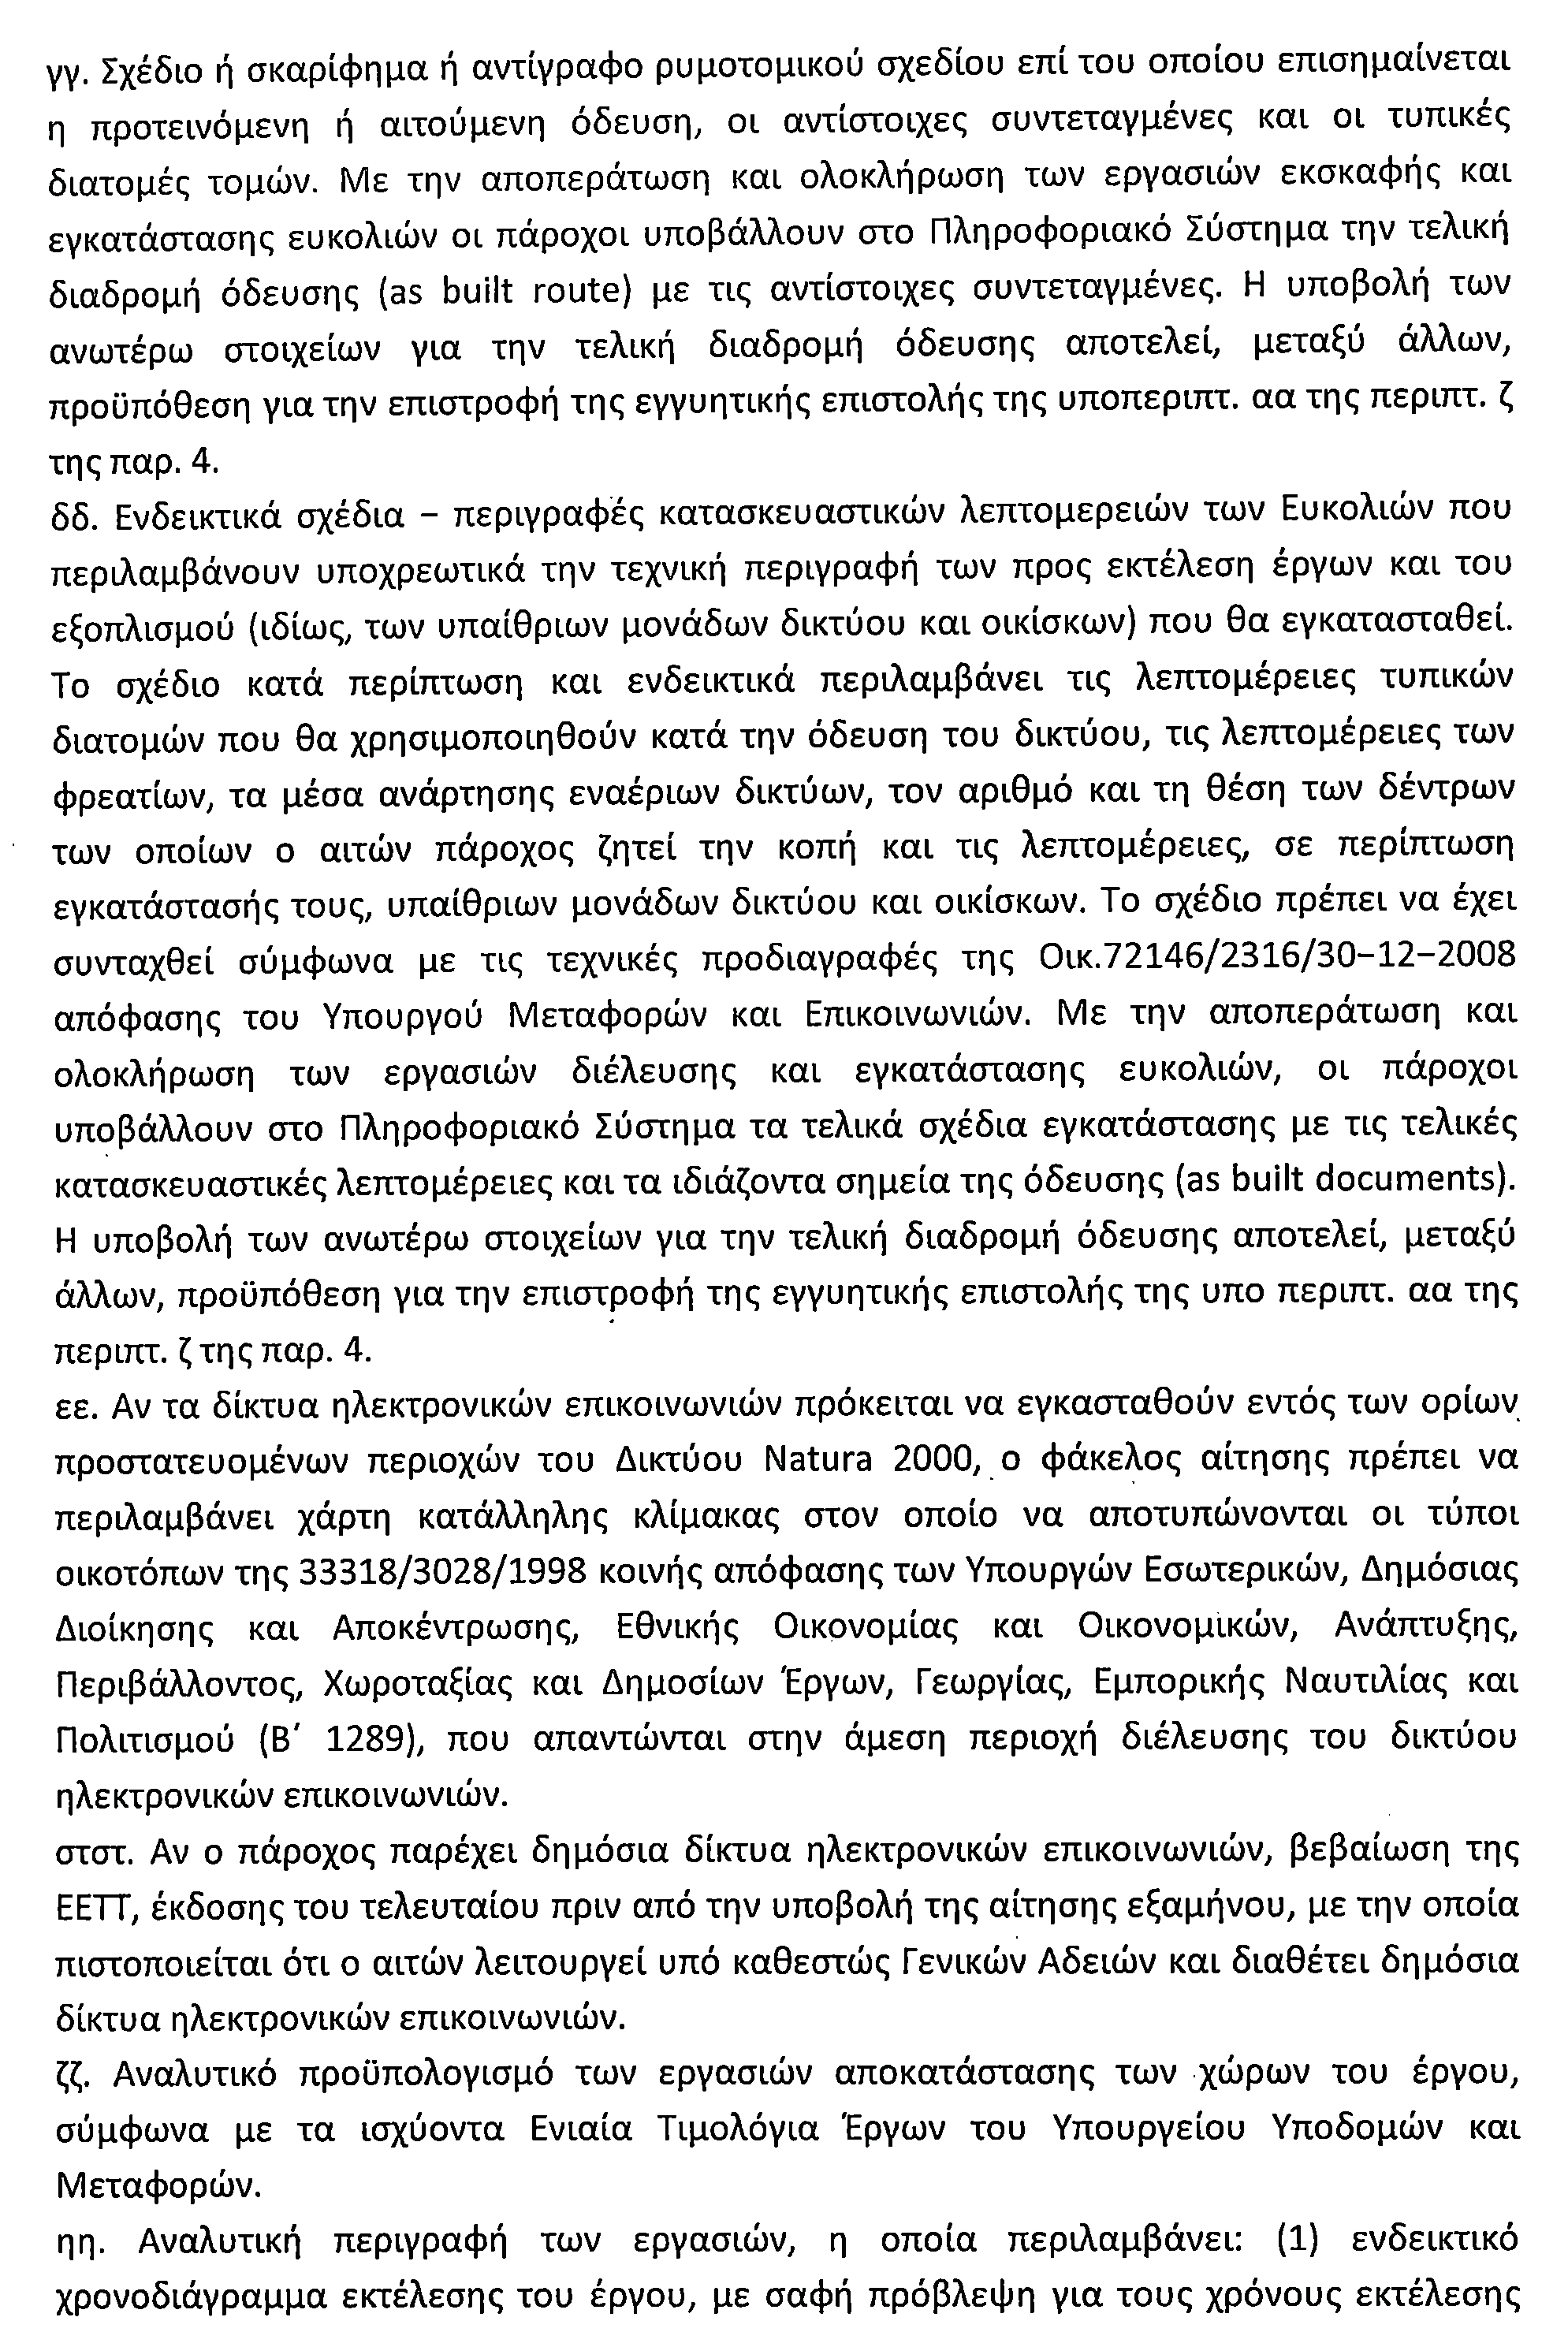 γγ. Σχέδιο ή σκαρίφημα ή αντίγραφο ρυμοτομικού σχεδίου επί του οποίου επισημαίνεται
η προτεινόμενη ή αιτούμενη όδευση, οι αντίστοιχες συντεταγμένες και οι τυπικές
διατομές τομών. Με την αποπεράτωση και ολοκλήρωση των εργασιών εκσκαφής και
εγκατάστασης ευκολιών οι πάροχοι υποβάλλουν στο Πληροφοριακό Σύστημα την τελική
διαδρομή όδευσης (as built route) με τις αντίστοιχες συντεταγμένες. Η υποβολή των
ανωτέρω στοιχείων για την τελική διαδρομή όδευσης αποτελεί, μεταξύ άλλων,
προϋπόθεση για την επιστροφή της εγγυητικής επιστολής της υποπεριπτ. αα της περιπτ. ζ
της παρ. 4.
δδ. Ενδεικτικά σχέδια – περιγραφές κατασκευαστικών λεπτομερειών των Ευκολιών που
περιλαμβάνουν υποχρεωτικά την τεχνική περιγραφή των προς εκτέλεση έργων και του
εξοπλισμού (ιδίως, των υπαίθριων μονάδων δικτύου και οικίσκων) που θα εγκατασταθεί.
Το σχέδιο κατά περίπτωση και ενδεικτικά περιλαμβάνει τις λεπτομέρειες τυπικών
διατομών που θα χρησιμοποιηθούν κατά την όδευση του δικτύου, τις λεπτομέρειες των
φρεατίων, τα μέσα ανάρτησης εναέριων δικτύων, τον αριθμό και τη θέση των δέντρων
των οποίων ο αιτών πάροχος ζητεί την κοπή και τις λεπτομέρειες, σε περίπτωση
εγκατάστασής τους, υπαίθριων μονάδων δικτύου και οικίσκων. Το σχέδιο πρέπει να έχει
συνταχθεί σύμφωνα με τις τεχνικές προδιαγραφές της Οικ.72146/2316/30–12–2008
απόφασης του Υπουργού Μεταφορών και Επικοινωνιών. Με την αποπεράτωση και
ολοκλήρωση των εργασιών διέλευσης και εγκατάστασης ευκολιών, οι πάροχοι
υποβάλλουν στο Πληροφοριακό Σύστημα τα τελικά σχέδια εγκατάστασης με τις τελικές
κατασκευαστικές λεπτομέρειες και τα ιδιάζοντα σημεία της όδευσης (as built documents).
Η υποβολή των ανωτέρω στοιχείων για την τελική διαδρομή όδευσης αποτελεί, μεταξύ
άλλων, προϋπόθεση για την επιστροφή της εγγυητικής επιστολής της υπο περιπτ. αα της
περιπτ. ζ της παρ. 4.
εε. Αν τα δίκτυα ηλεκτρονικών επικοινωνιών πρόκειται να εγκασταθούν εντός των ορίων
προστατευομένων περιοχών του Δικτύου Natura 2000, ο φάκελος αίτησης πρέπει να
περιλαμβάνει χάρτη κατάλληλης κλίμακας στον οποίο να αποτυπώνονται οι τύποι
οικοτόπων της 33318/3028/1998 κοινής απόφασης των Υπουργών Εσωτερικών, Δημόσιας
Διοίκησης και Αποκέντρωσης, Εθνικής Οικονομίας και Οικονομικών, Ανάπτυξης,
Περιβάλλοντος, Χωροταξίας και Δημοσίων Έργων, Γεωργίας, Εμπορικής Ναυτιλίας και
Πολιτισμού (Β΄ 1289), που απαντώνται στην άμεση περιοχή διέλευσης του δικτύου
ηλεκτρονικών επικοινωνιών.
στστ. Αν ο πάροχος παρέχει δημόσια δίκτυα ηλεκτρονικών επικοινωνιών, βεβαίωση της
ΕΕΤΤ, έκδοσης του τελευταίου πριν από την υποβολή της αίτησης εξαμήνου, με την οποία
πιστοποιείται ότι ο αιτών λειτουργεί υπό καθεστώς Γενικών Αδειών και διαθέτει δημόσια
δίκτυα ηλεκτρονικών επικοινωνιών.
ζζ. Αναλυτικό προϋπολογισμό των εργασιών αποκατάστασης των χώρων του έργου,
σύμφωνα με τα ισχύοντα Ενιαία Τιμολόγια Έργων του Υπουργείου Υποδομών και
Μεταφορών.
ηη. Αναλυτική περιγραφή των εργασιών, η οποία περιλαμβάνει: (1) ενδεικτικό
χρονοδιάγραμμα εκτέλεσης του έργου, με σαφή πρόβλεψη για τους χρόνους εκτέλεσης